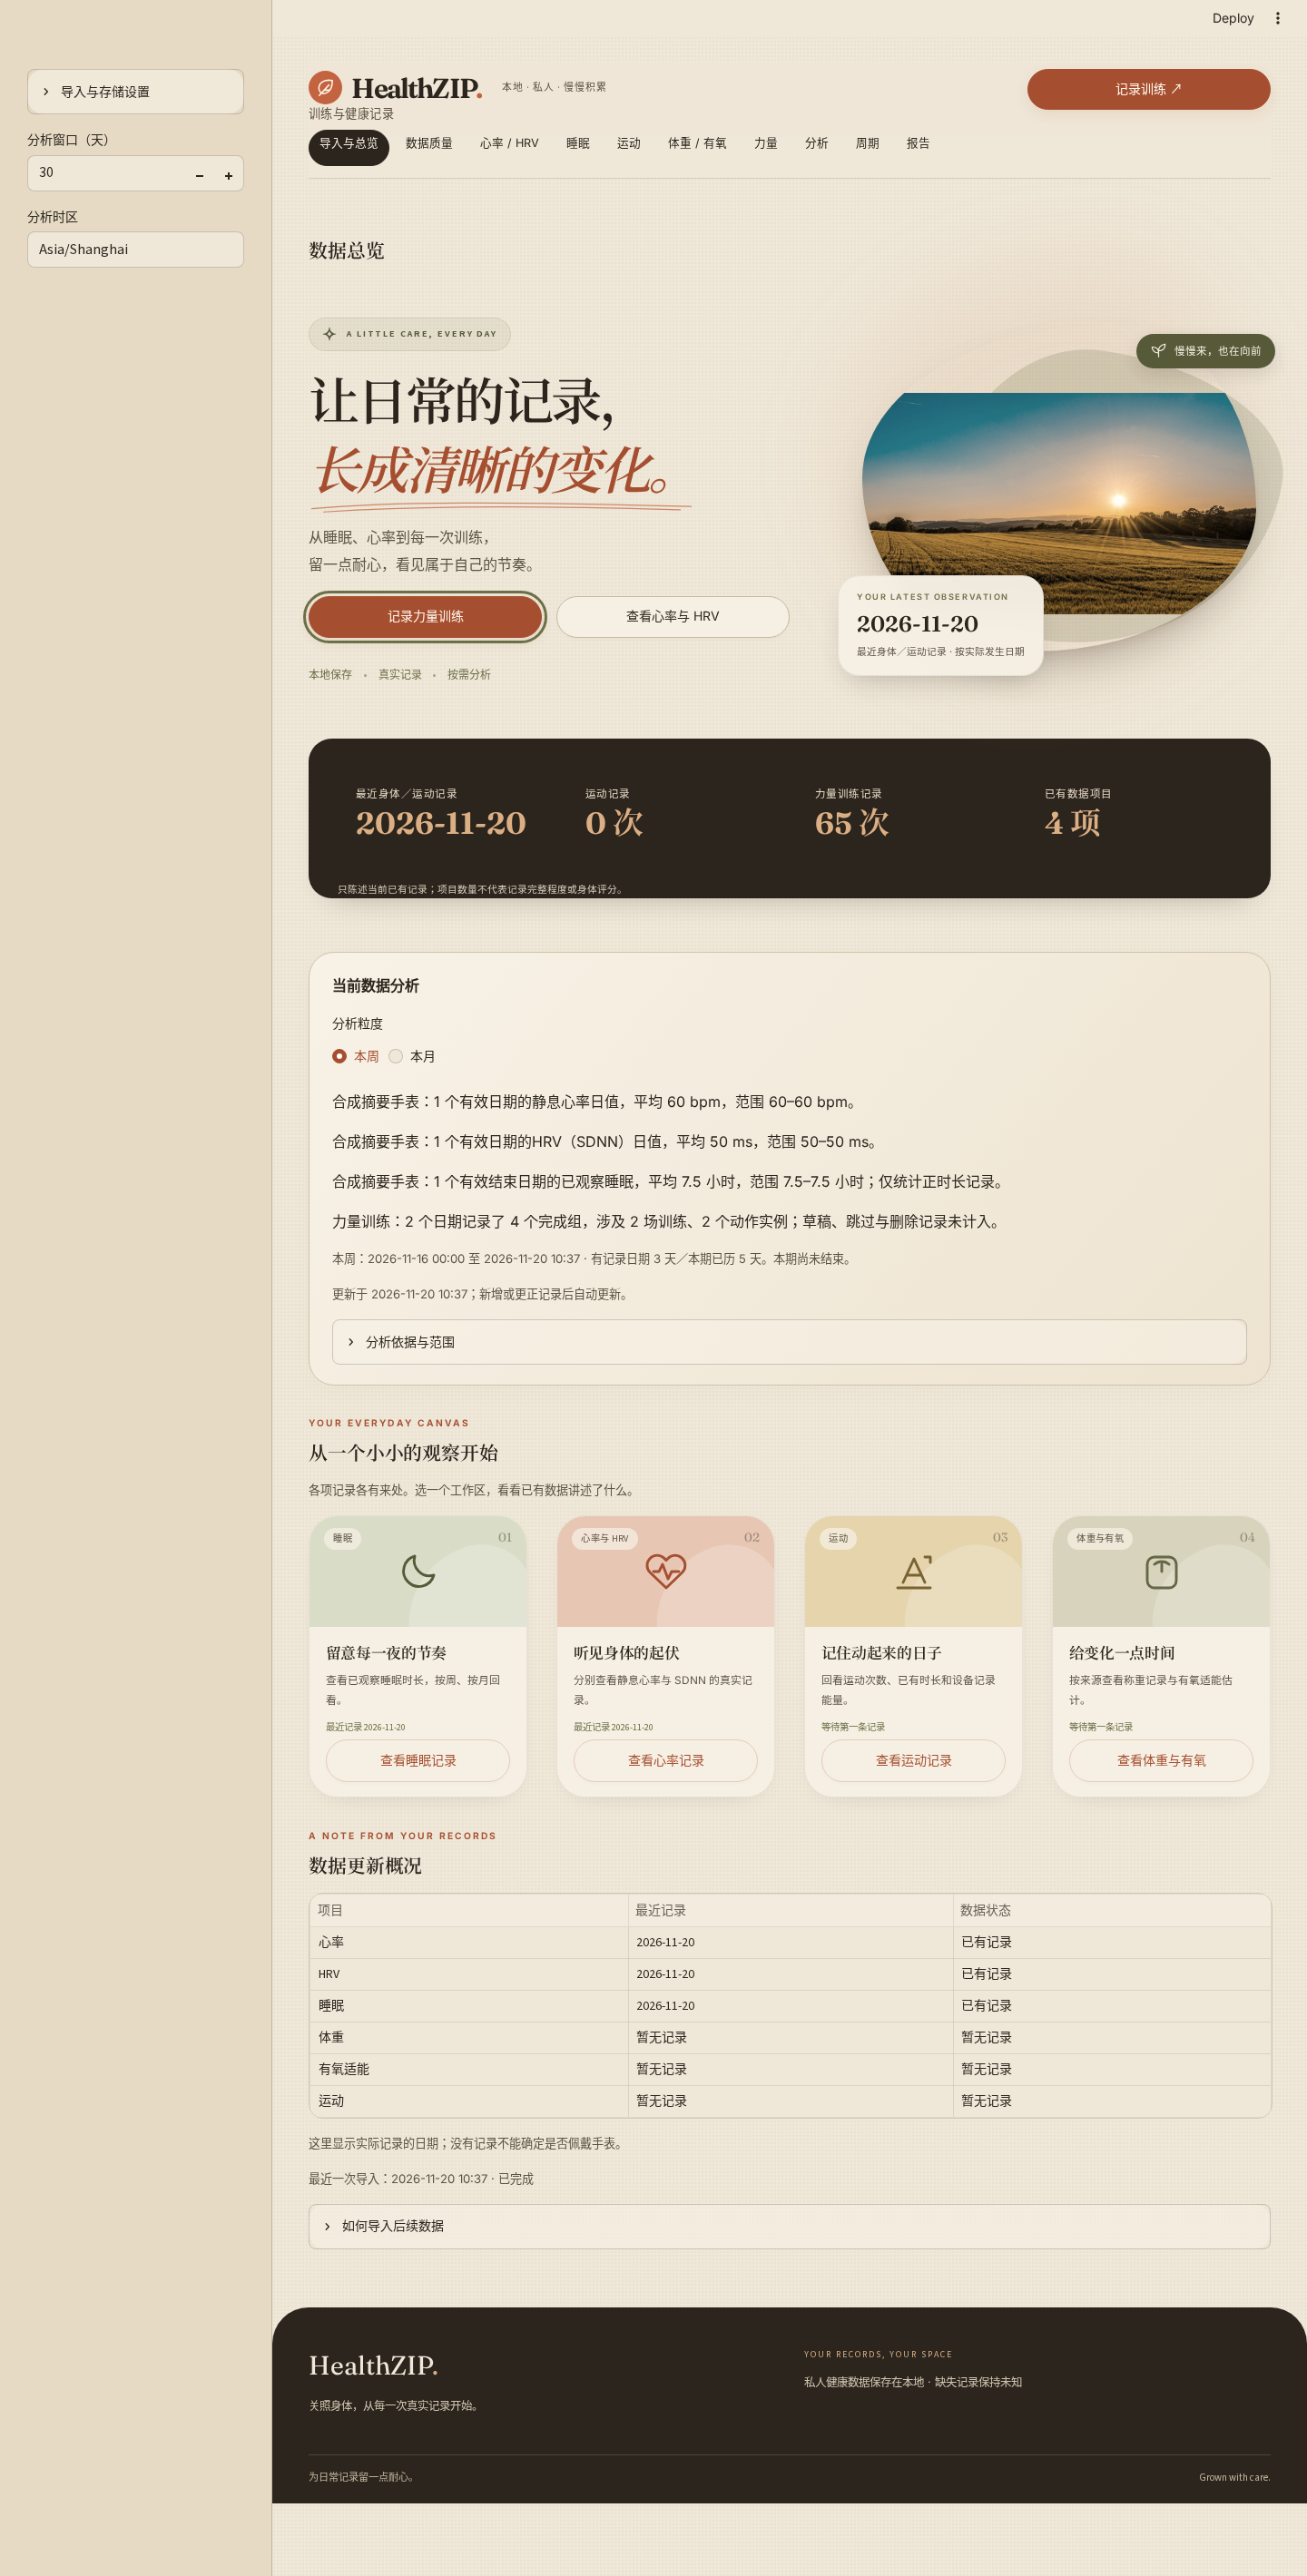 Deploy
导入与存储设置
分析窗口（天）
30
分析时区
Asia/Shanghai
HealthZIP.
本地 · 私人 · 慢慢积累
训练与健康记录
记录训练 ↗
导入与总览
数据质量
心率 / HRV
睡眠
运动
体重 / 有氧
力量
分析
周期
报告
数据总览
A LITTLE CARE, EVERY DAY
让日常的记录，
长成清晰的变化。
从睡眠、心率到每一次训练，
留一点耐心，看见属于自己的节奏。
记录力量训练
查看心率与 HRV
本地保存 • 真实记录 • 按需分析
慢慢来，也在向前
YOUR LATEST OBSERVATION
2026-11-20
最近身体／运动记录 · 按实际发生日期
最近身体／运动记录
2026-11-20
运动记录
0 次
力量训练记录
65 次
已有数据项目
4 项
只陈述当前已有记录；项目数量不代表记录完整程度或身体评分。
当前数据分析
分析粒度
本周
本月
合成摘要手表：1 个有效日期的静息心率日值，平均 60 bpm，范围 60–60 bpm。
合成摘要手表：1 个有效日期的HRV（SDNN）日值，平均 50 ms，范围 50–50 ms。
合成摘要手表：1 个有效结束日期的已观察睡眠，平均 7.5 小时，范围 7.5–7.5 小时；仅统计正时长记录。
力量训练：2 个日期记录了 4 个完成组，涉及 2 场训练、2 个动作实例；草稿、跳过与删除记录未计入。
本周：2026-11-16 00:00 至 2026-11-20 10:37 · 有记录日期 3 天／本期已历 5 天。本期尚未结束。
更新于 2026-11-20 10:37；新增或更正记录后自动更新。
分析依据与范围
YOUR EVERYDAY CANVAS
从一个小小的观察开始
各项记录各有来处。选一个工作区，看看已有数据讲述了什么。
睡眠
01
留意每一夜的节奏
查看已观察睡眠时长，按周、按月回
看。
最近记录 2026-11-20
查看睡眠记录
心率与 HRV
02
听见身体的起伏
分别查看静息心率与 SDNN 的真实记
录。
最近记录 2026-11-20
查看心率记录
运动
03
记住动起来的日子
回看运动次数、已有时长和设备记录
能量。
等待第一条记录
查看运动记录
体重与有氧
04
给变化一点时间
按来源查看称重记录与有氧适能估
计。
等待第一条记录
查看体重与有氧
A NOTE FROM YOUR RECORDS
数据更新概况
项目 最近记录 数据状态
心率 2026-11-20 已有记录
HRV 2026-11-20 已有记录
睡眠 2026-11-20 已有记录
体重 暂无记录 暂无记录
有氧适能 暂无记录 暂无记录
运动 暂无记录 暂无记录
这里显示实际记录的日期；没有记录不能确定是否佩戴手表。
最近一次导入：2026-11-20 10:37 · 已完成
如何导入后续数据
HealthZIP.
关照身体，从每一次真实记录开始。
YOUR RECORDS, YOUR SPACE
私人健康数据保存在本地 · 缺失记录保持未知
为日常记录留一点耐心。
Grown with care.